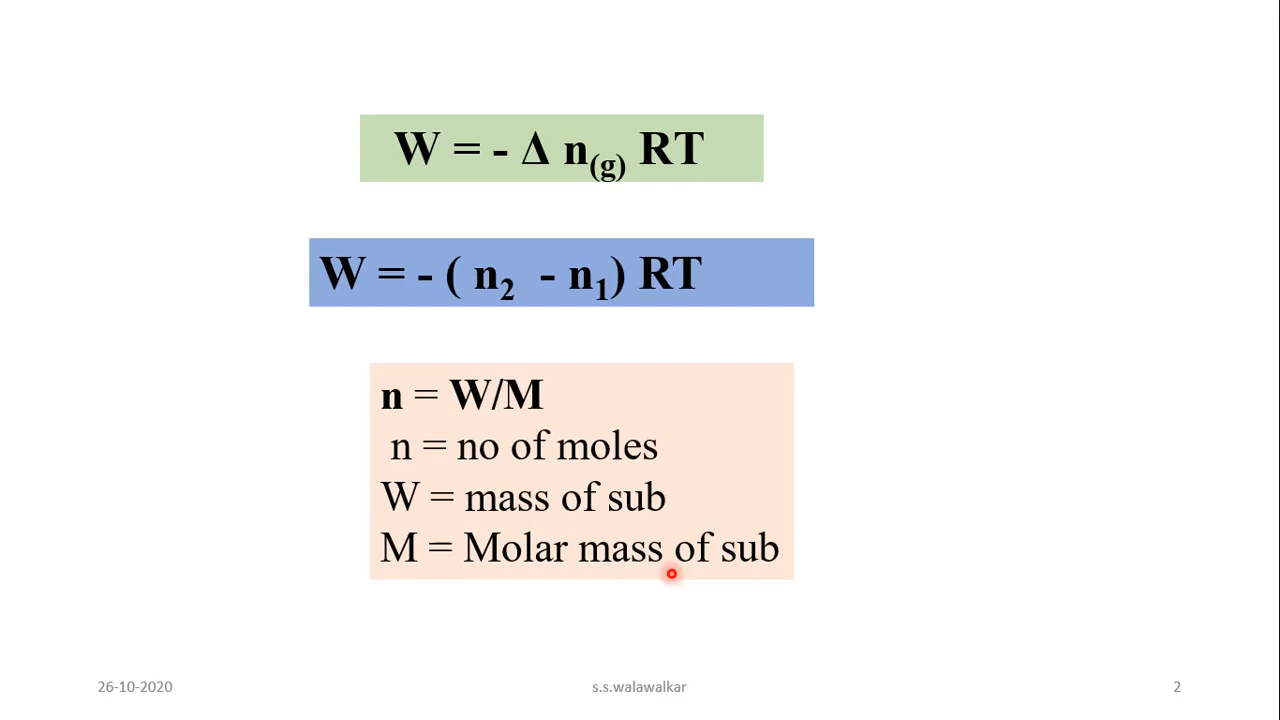 W = - Δ n(g) RT
W = - ( n2 - n1) RT
n = W/M
n = no of moles
W = mass of sub
M = Molar mass of sub
26-10-2020 s.s.walawalkar 2